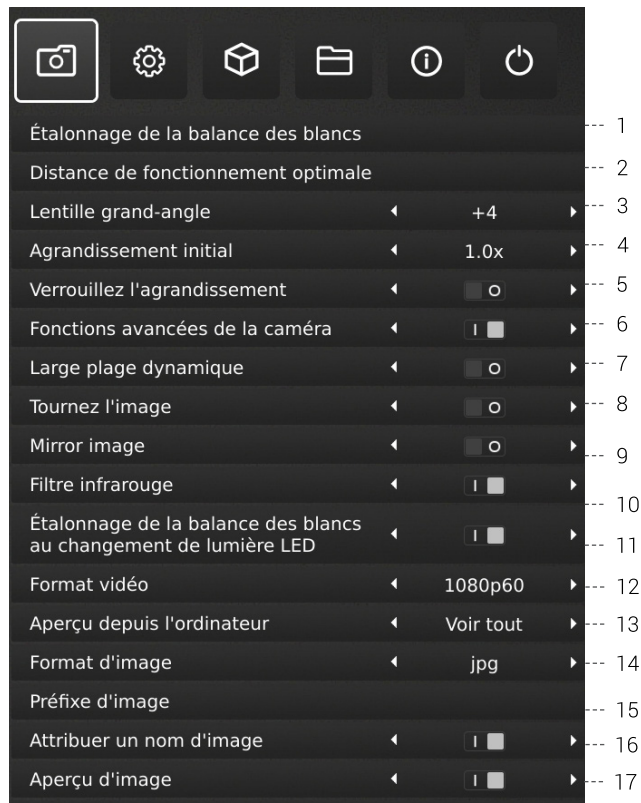 Étalonnage de la balance des blancs --- 1
Distance de fonctionnement optimale --- 2
Lentille grand-angle +4 --- 3
Agrandissement initial 1.0x --- 4
Verrouillez l'agrandissement O --- 5
Fonctions avancées de la caméra I --- 6
Large plage dynamique O --- 7
Tournez l'image O --- 8
Mirror image O --- 9
Filtre infrarouge I --- 10
Étalonnage de la balance des blancs
au changement de lumière LED I --- 11
Format vidéo 1080p60 --- 12
Aperçu depuis l'ordinateur Voir tout --- 13
Format d'image jpg --- 14
Préfixe d'image --- 15
Attribuer un nom d'image I --- 16
Aperçu d'image I --- 17